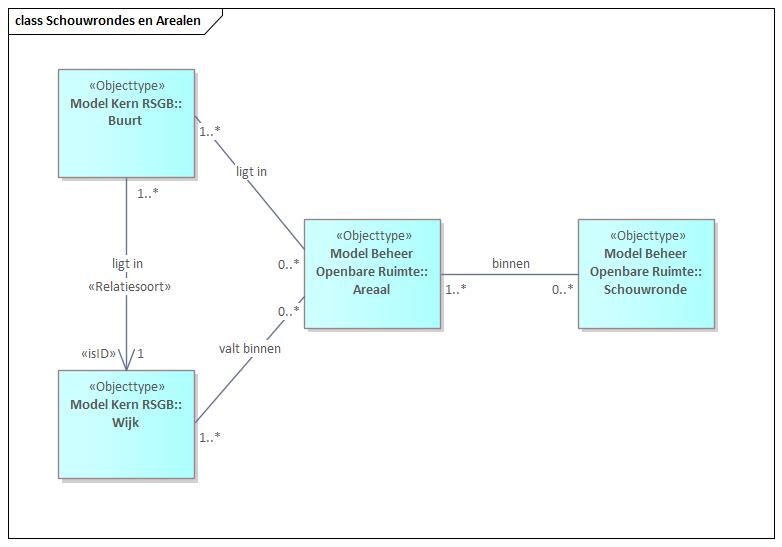 class Schouwrondes en Arealen
«Objecttype»
Model Kern RSGB::
Buurt
1..*
ligt in
1..*
ligt in
«Relatiesoort»
«isID»
1
«Objecttype»
Model Kern RSGB::
Wijk
0..*
0..*
valt binnen
1..*
«Objecttype»
Model Beheer
Openbare Ruimte::
Areaal
binnen
1..*
0..*
«Objecttype»
Model Beheer
Openbare Ruimte::
Schouwronde